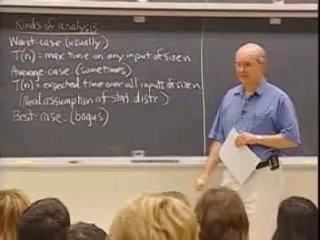 Kinds of analysis
Worst-case (usually)
T(n) = max time on any input of size n
Average-case (sometimes)
T(n) = expected time over all inputs of size n
(Need assumption of stat. distr.)
Best-case (bogus)